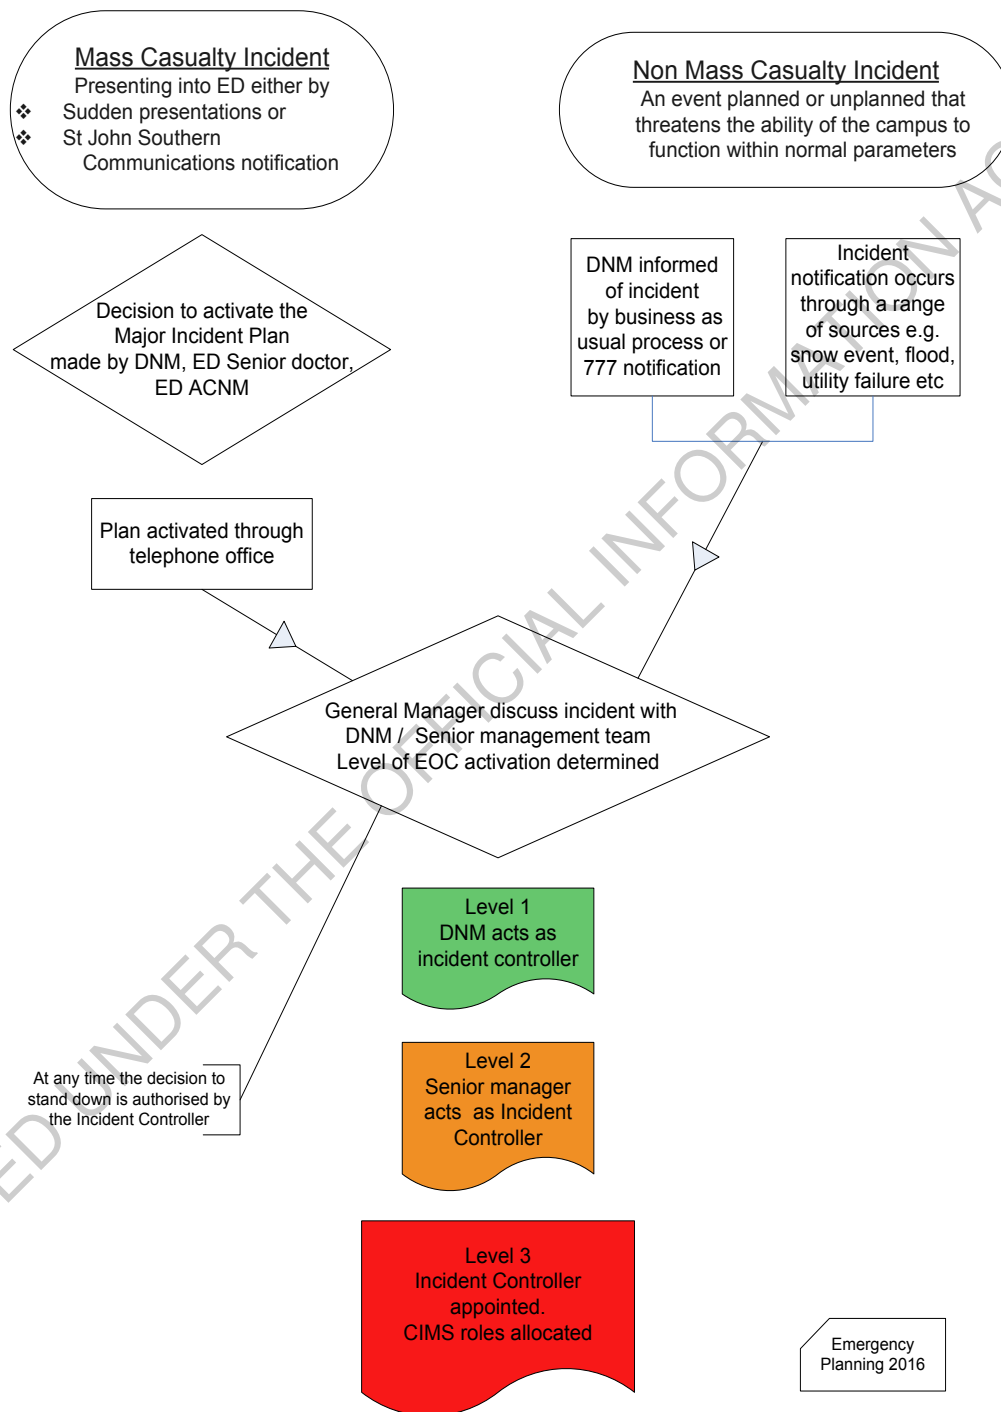 Mass Casualty Incident
Presenting into ED either by
❖ Sudden presentations or
❖ St John Southern
Communications notification
Non Mass Casualty Incident
An event planned or unplanned that
threatens the ability of the campus to
function within normal parameters
Decision to activate the
Major Incident Plan
made by DNM, ED Senior doctor,
ED ACNM
DNM informed
of incident
by business as
usual process or
777 notification
Incident
notification occurs
through a range
of sources e.g.
snow event, flood,
utility failure etc
Plan activated through
telephone office
General Manager discuss incident with
DNM / Senior management team
Level of EOC activation determined
Level 1
DNM acts as
incident controller
Level 2
Senior manager
acts as Incident
Controller
At any time the decision to
stand down is authorised by
the Incident Controller
Level 3
Incident Controller
appointed.
CIMS roles allocated
Emergency
Planning 2016
ED UNDER THE OFFICIAL INFORMATION AC